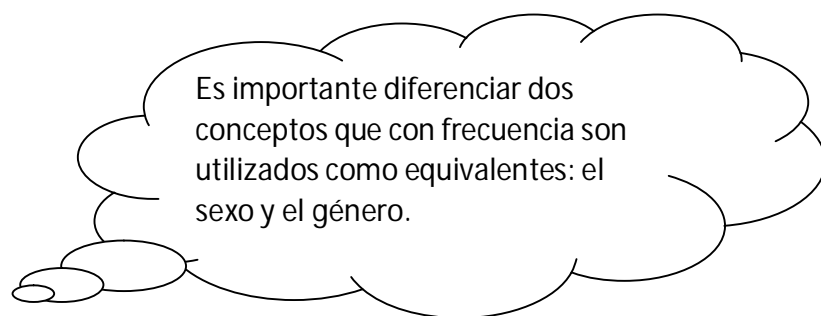 Es importante diferenciar dos
conceptos que con frecuencia son
utilizados como equivalentes: el
sexo y el género.